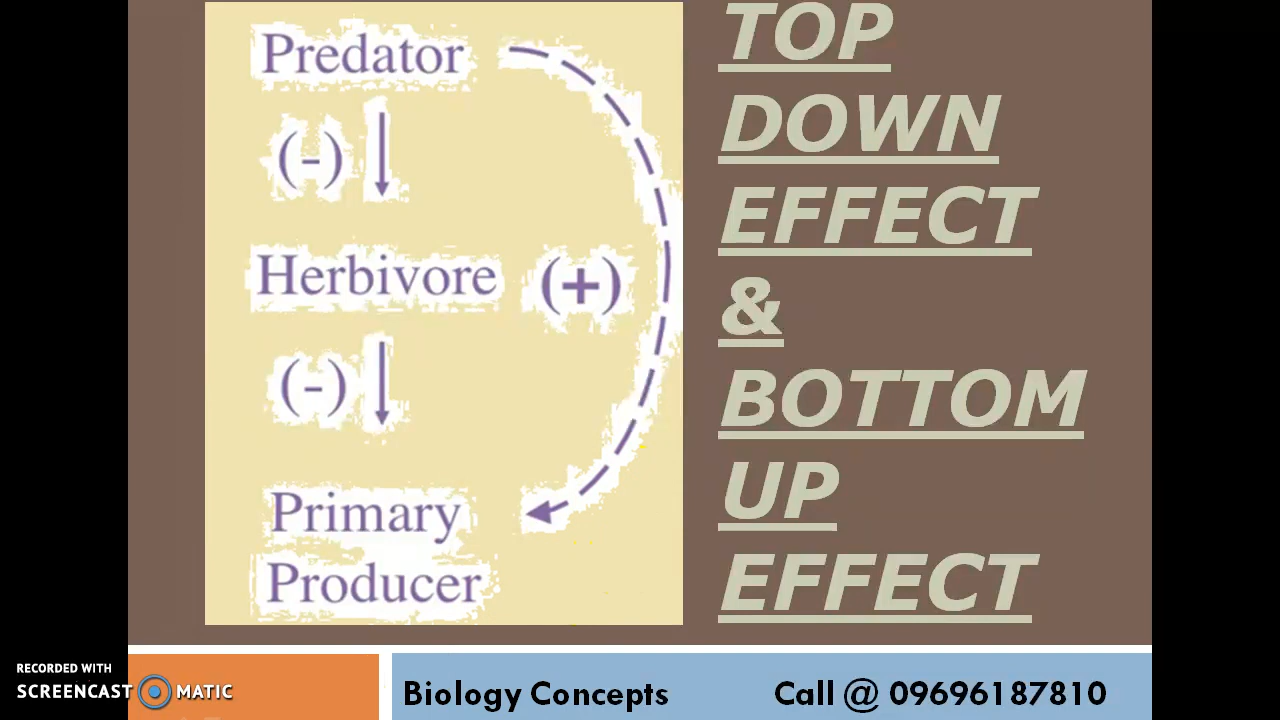 Predator
(-)
Herbivore (+)
(-)
Primary
Producer
TOP
DOWN
EFFECT
&
BOTTOM
UP
EFFECT
RECORDED WITH
SCREENCAST MATIC
Biology Concepts Call @ 09696187810